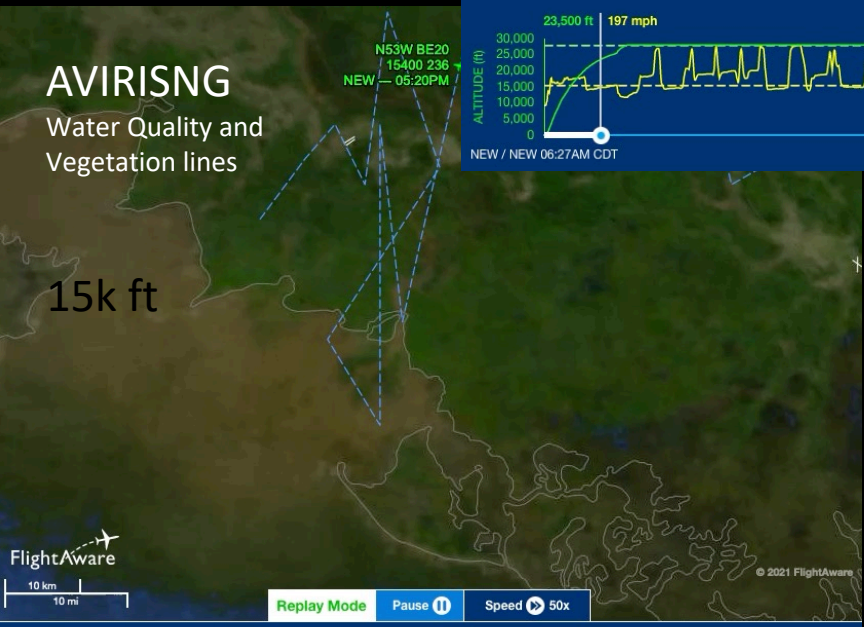 AVIRISNG
Water Quality and
Vegetation lines
15k ft
N53W BE20
15400 236
NEW — 05:20PM
23,500 ft 197 mph
ALTITUDE (ft)
30,000
25,000
20,000
15,000
10,000
5,000
0
NEW / NEW 06:27AM CDT
FlightAware
10 km
10 mi
© 2021 FlightAware
Replay Mode Pause Speed 50x